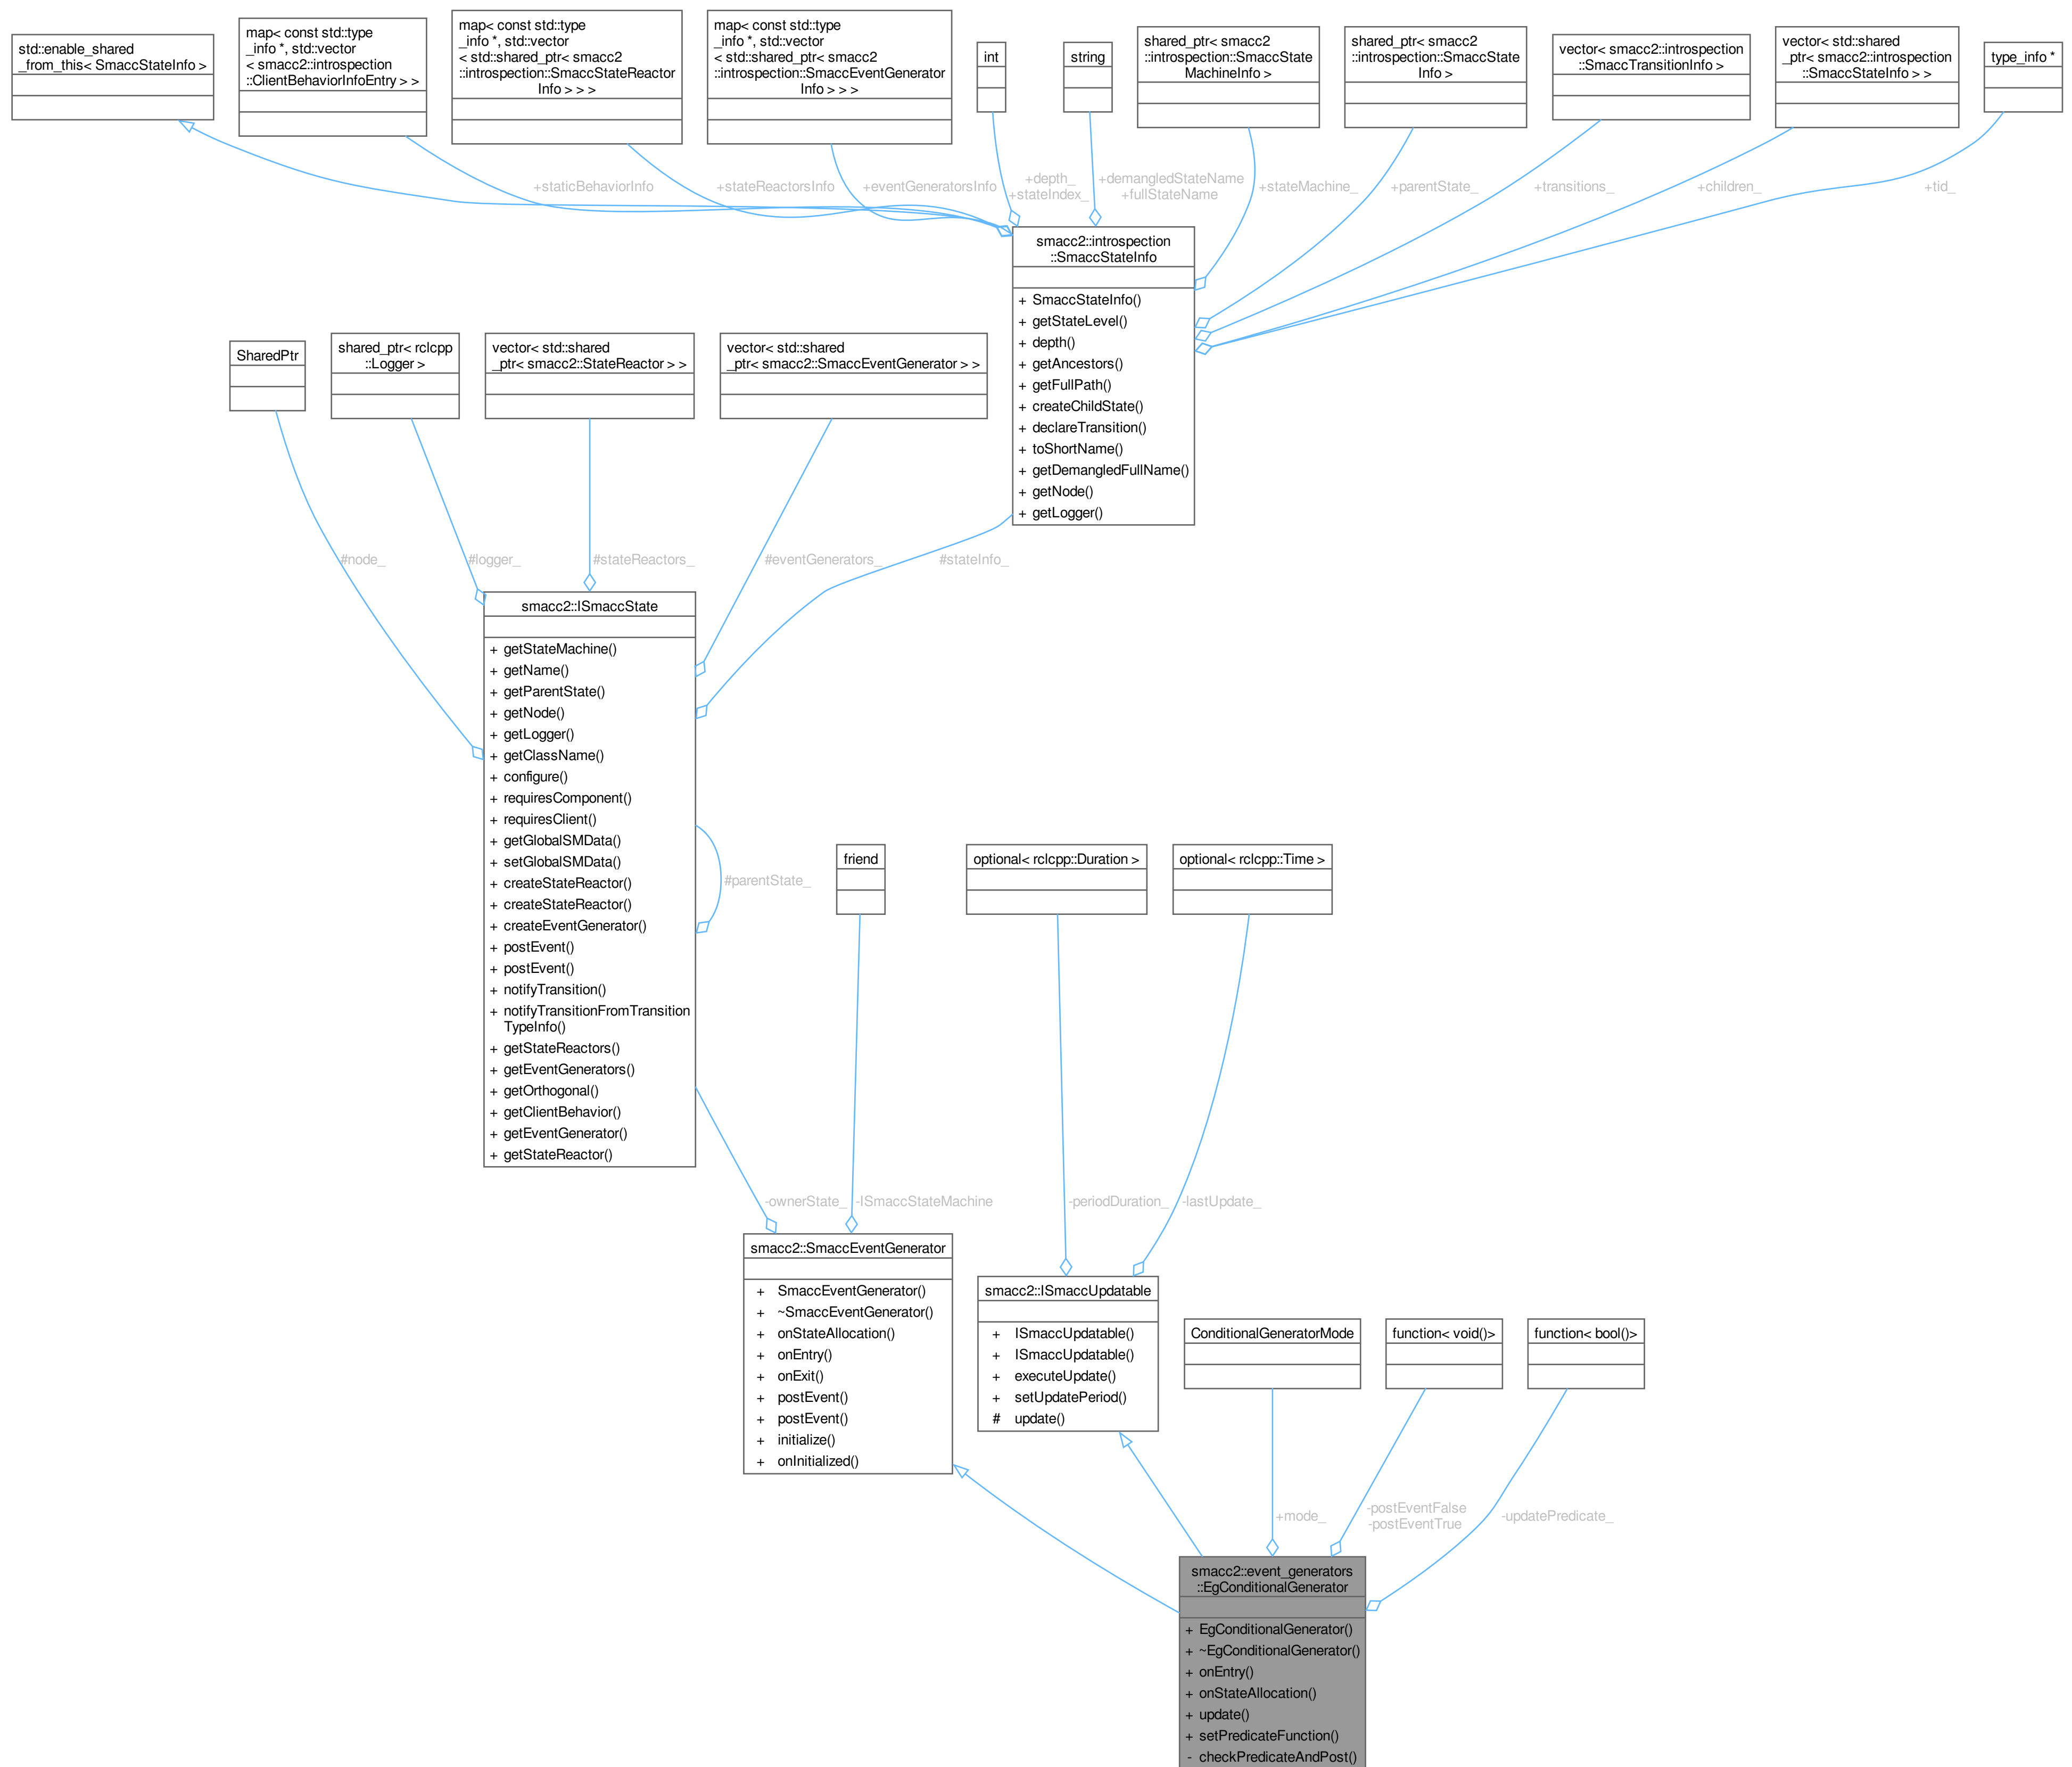 std::enable_shared
_from_this< SmaccStateInfo >
map< const std::type
_info *, std::vector
< smacc2::introspection
::ClientBehaviorInfoEntry > >
map< const std::type
_info *, std::vector
< std::shared_ptr< smacc2
::introspection::SmaccStateReactor
Info > > >
map< const std::type
_info *, std::vector
< std::shared_ptr< smacc2
::introspection::SmaccEventGenerator
Info > > >
int
string
shared_ptr< smacc2
::introspection::SmaccState
MachineInfo >
shared_ptr< smacc2
::introspection::SmaccState
Info >
vector< smacc2::introspection
::SmaccTransitionInfo >
vector< std::shared
_ptr< smacc2::introspection
::SmaccStateInfo > >
type_info *
+staticBehaviorInfo
+stateReactorsInfo
+eventGeneratorsInfo
+depth_
+stateIndex_
+demangledStateName
+fullStateName
+stateMachine_
+parentState_
+transitions_
+children_
+tid_
smacc2::introspection
::SmaccStateInfo
+ SmaccStateInfo()
+ getStateLevel()
+ depth()
+ getAncestors()
+ getFullPath()
+ createChildState()
+ declareTransition()
+ toShortName()
+ getDemangledFullName()
+ getNode()
+ getLogger()
SharedPtr
shared_ptr< rclcpp
::Logger >
vector< std::shared
_ptr< smacc2::StateReactor > >
vector< std::shared
_ptr< smacc2::SmaccEventGenerator > >
#node_
#logger_
#stateReactors_
#eventGenerators_
#stateInfo_
smacc2::ISmaccState
+ getStateMachine()
+ getName()
+ getParentState()
+ getNode()
+ getLogger()
+ getClassName()
+ configure()
+ requiresComponent()
+ requiresClient()
+ getGlobalSMData()
+ setGlobalSMData()
+ createStateReactor()
+ createStateReactor()
+ createEventGenerator()
+ postEvent()
+ postEvent()
+ notifyTransition()
+ notifyTransitionFromTransition
TypeInfo()
+ getStateReactors()
+ getEventGenerators()
+ getOrthogonal()
+ getClientBehavior()
+ getEventGenerator()
+ getStateReactor()
#parentState_
friend
optional< rclcpp::Duration >
optional< rclcpp::Time >
-ownerState_
-ISmaccStateMachine
-periodDuration_
-lastUpdate_
smacc2::SmaccEventGenerator
+ SmaccEventGenerator()
+ ~SmaccEventGenerator()
+ onStateAllocation()
+ onEntry()
+ onExit()
+ postEvent()
+ postEvent()
+ initialize()
+ onInitialized()
smacc2::ISmaccUpdatable
+ ISmaccUpdatable()
+ ISmaccUpdatable()
+ executeUpdate()
+ setUpdatePeriod()
# update()
ConditionalGeneratorMode
function< void()>
function< bool()>
+mode_
-postEventFalse
-postEventTrue
-updatePredicate_
smacc2::event_generators
::EgConditionalGenerator
+ EgConditionalGenerator()
+ ~EgConditionalGenerator()
+ onEntry()
+ onStateAllocation()
+ update()
+ setPredicateFunction()
- checkPredicateAndPost()